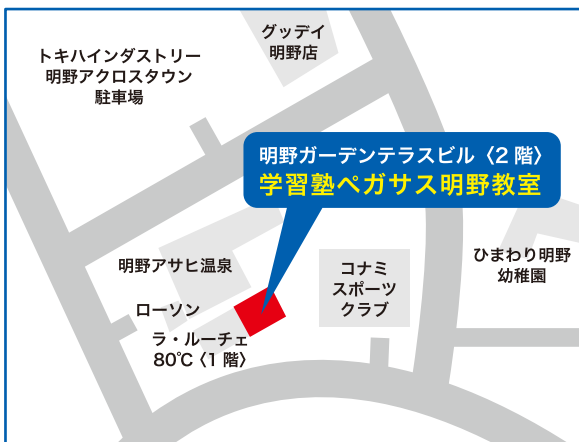 グッデイ
明野店
トキハインダストリー
明野アクロスタウン
駐車場
明野ガーデンテラスビル〈2階〉
学習塾ペガサス明野教室
明野アサヒ温泉
コナミ
スポーツ
クラブ
ひまわり明野
幼稚園
ローソン
ラ・ルーチェ
80℃〈1階〉